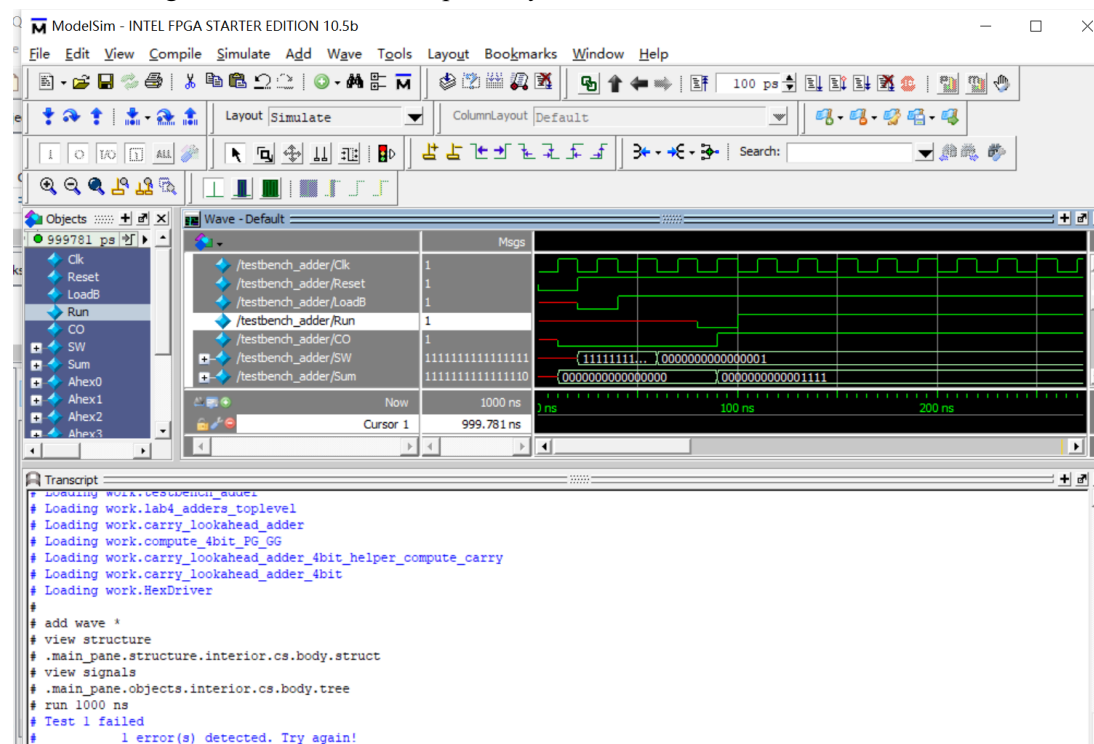 ModelSim - INTEL FPGA STARTER EDITION 10.5b
File Edit View Compile Simulate Add Wave Tools Layout Bookmarks Window Help
100 ps
Layout Simulate
ColumnLayout Default
Search:
Objects
Wave - Default
999781 ps
Msgs
Clk
Reset
LoadB
Run
CO
SW
Sum
Ahex0
Ahex1
Ahex2
Ahex3
/testbench_adder/Clk 1
/testbench_adder/Reset 1
/testbench_adder/LoadB 1
/testbench_adder/Run 1
/testbench_adder/CO 1
/testbench_adder/SW 1111111111111111 11111111... 0000000000000001
/testbench_adder/Sum 1111111111111110 0000000000000000 0000000000001111
Now 1000 ns
Cursor 1 999.781 ns
100 ns 200 ns
Transcript
# Loading work.testbench_adder
# Loading work.lab4_adders_toplevel
# Loading work.carry_lookahead_adder
# Loading work.compute_4bit_PG_GG
# Loading work.carry_lookahead_adder_4bit_helper_compute_carry
# Loading work.carry_lookahead_adder_4bit
# Loading work.HexDriver
#
# add wave *
# view structure
# .main_pane.structure.interior.cs.body.struct
# view signals
# .main_pane.objects.interior.cs.body.tree
# run 1000 ns
# Test 1 failed
# 1 error(s) detected. Try again!